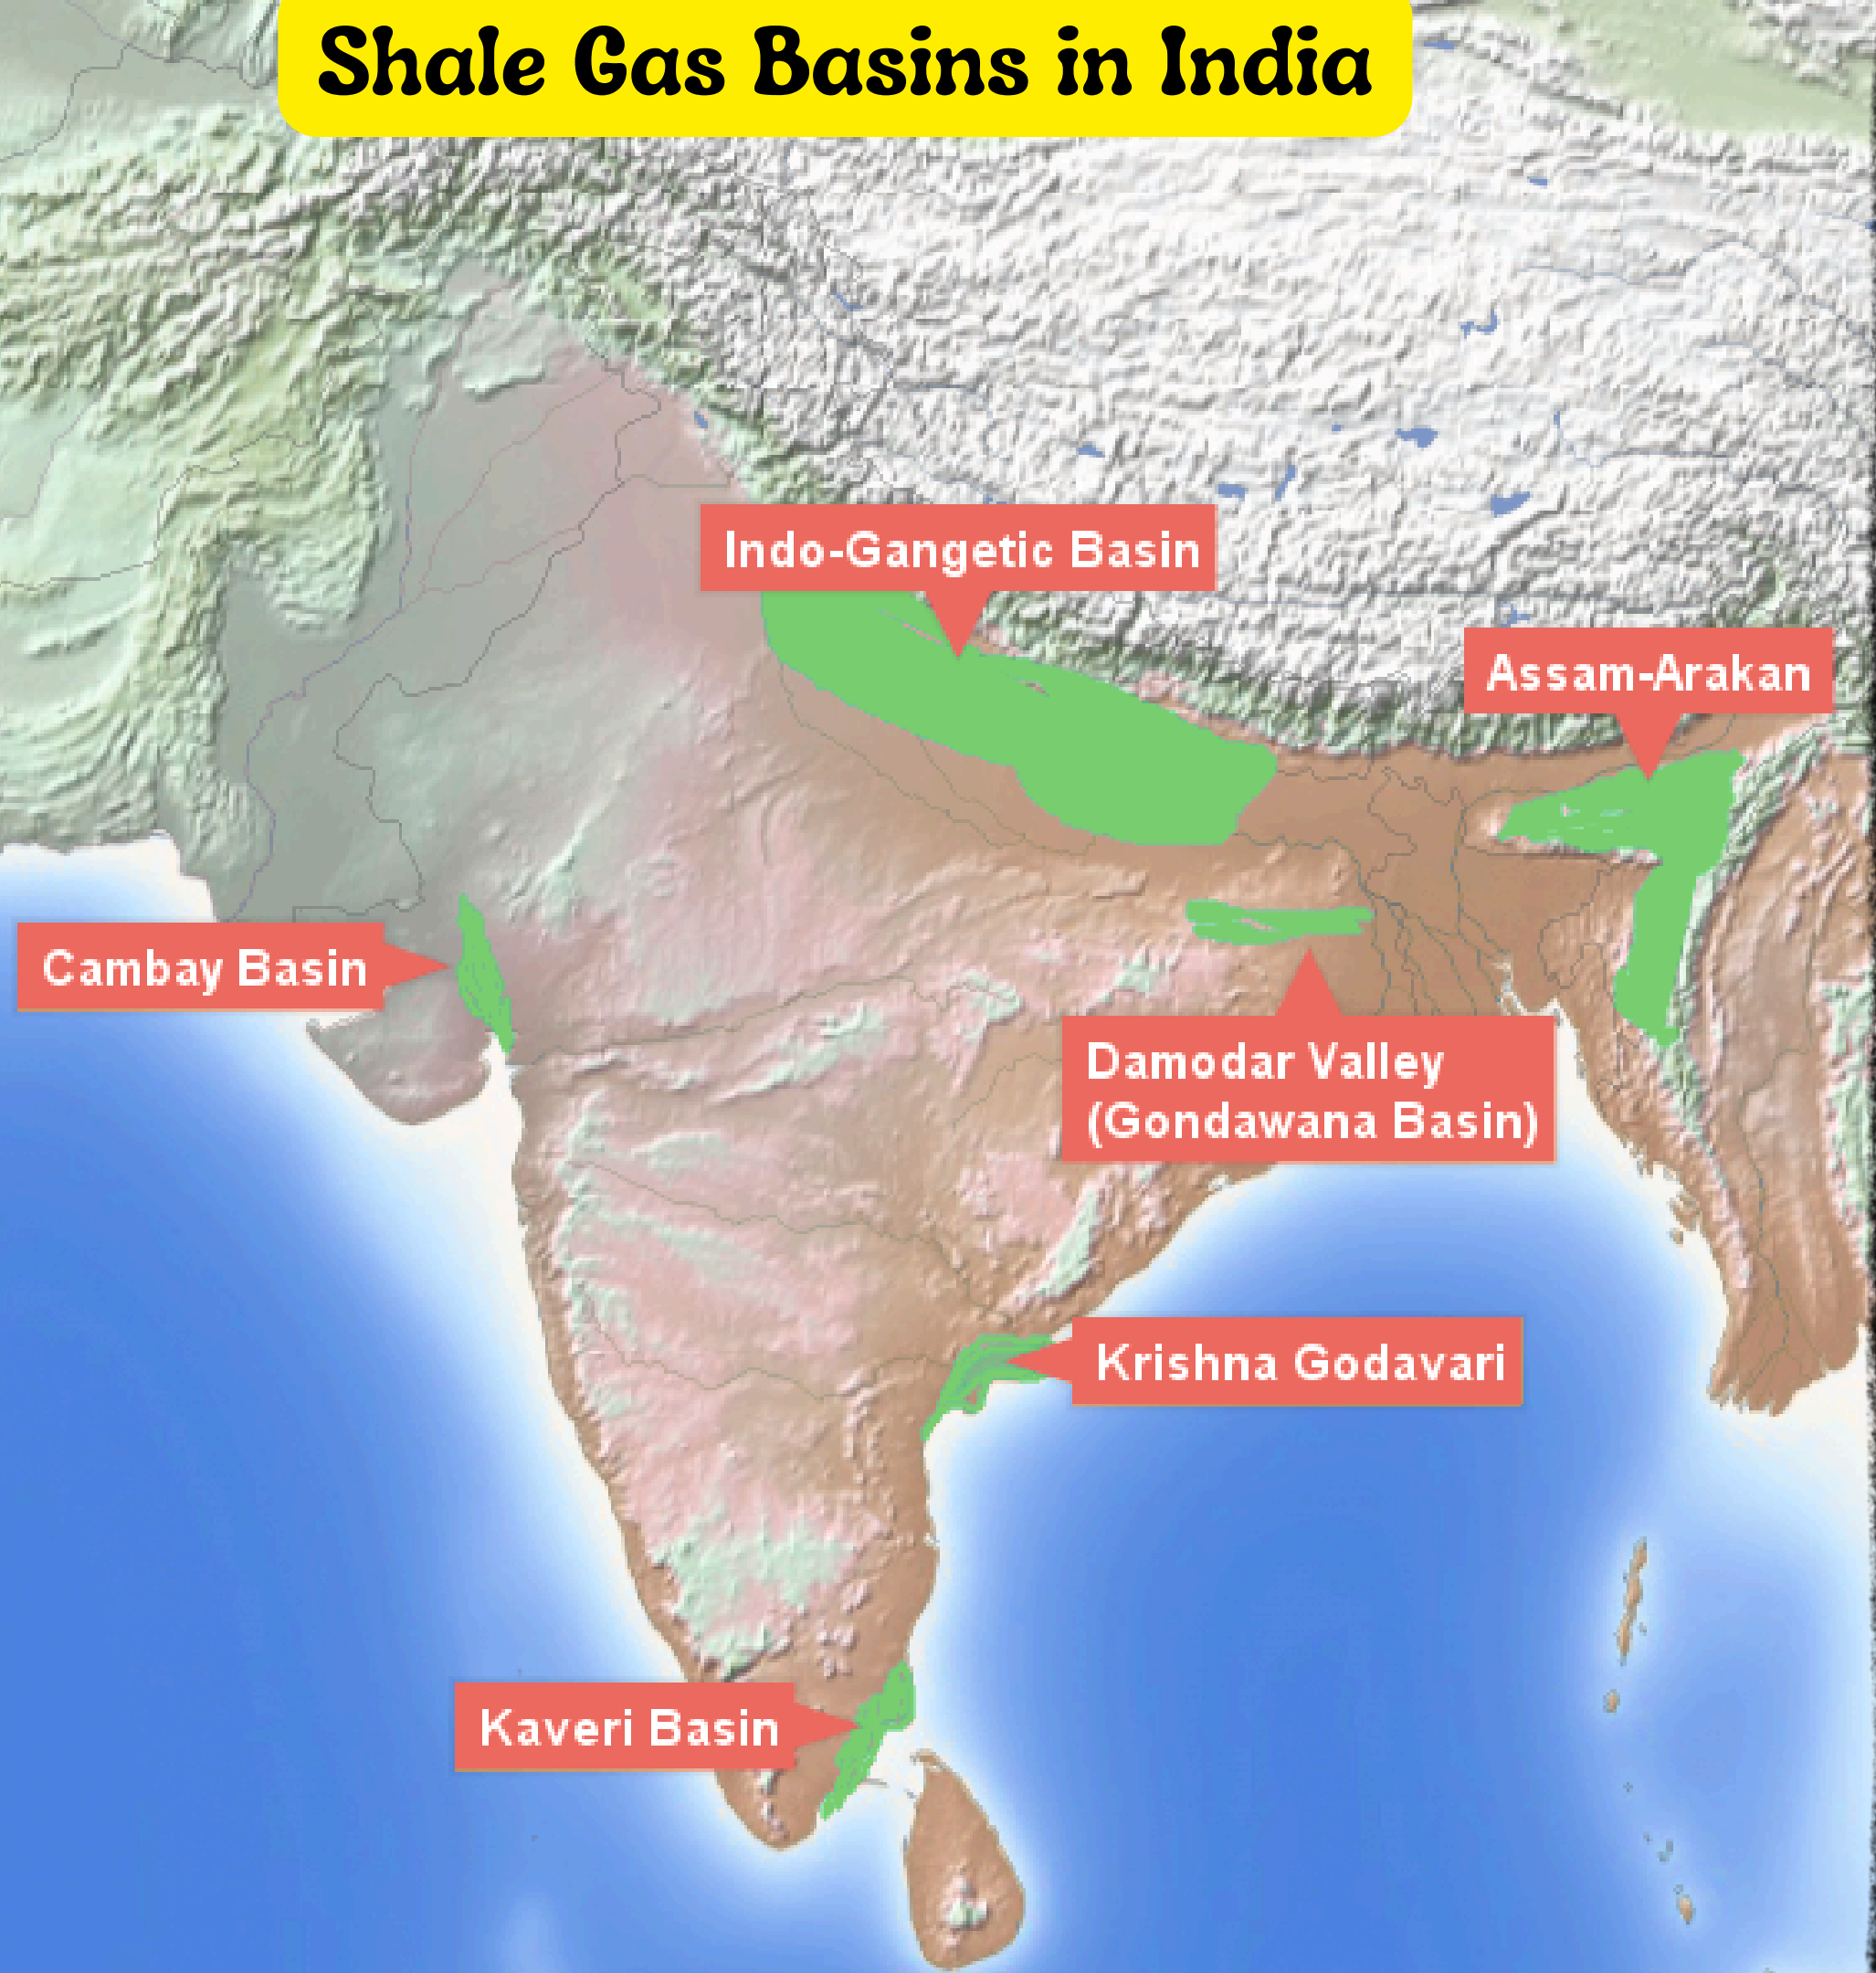 Shale Gas Basins in India
Indo-Gangetic Basin
Assam-Arakan
Cambay Basin
Damodar Valley
(Gondawana Basin)
Krishna Godavari
Kaveri Basin